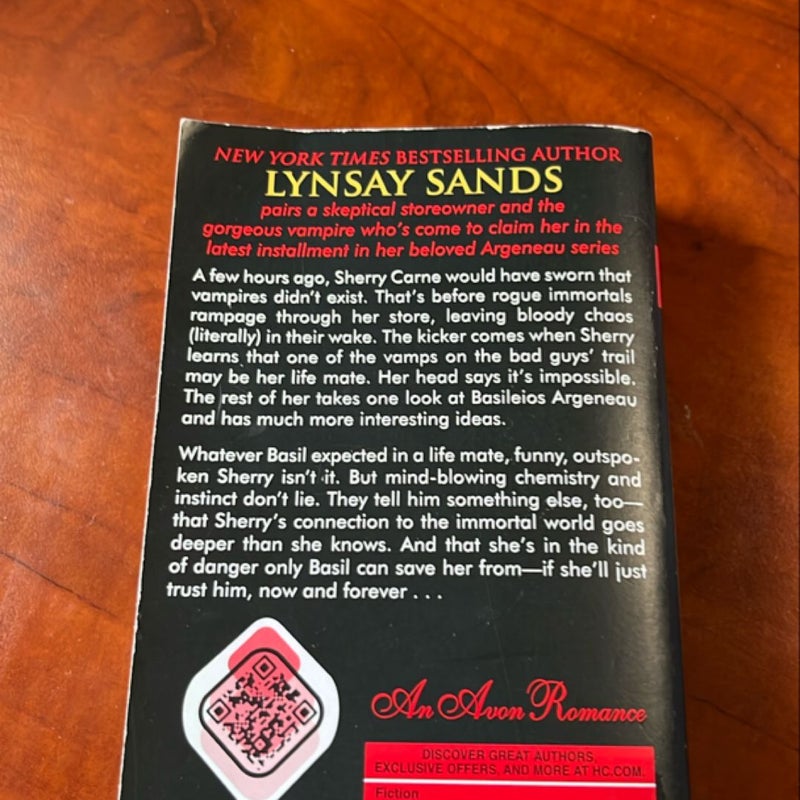 NEW YORK TIMES BESTSELLING AUTHOR
LYNSAY SANDS
pairs a skeptical storeowner and the
gorgeous vampire who's come to claim her in the
latest installment in her beloved Argeneau series
A few hours ago, Sherry Carne would have sworn that
vampires didn't exist. That's before rogue immortals
rampage through her store, leaving bloody chaos
(literally) in their wake. The kicker comes when Sherry
learns that one of the vamps on the bad guys' trail
may be her life mate. Her head says it's impossible.
The rest of her takes one look at Basileios Argeneau
and has much more interesting ideas.
Whatever Basil expected in a life mate, funny, outspo-
ken Sherry isn't it. But mind-blowing chemistry and
instinct don't lie. They tell him something else, too—
that Sherry's connection to the immortal world goes
deeper than she knows. And that she's in the kind
of danger only Basil can save her from—if she'll just
trust him, now and forever . . .
An Avon Romance
DISCOVER GREAT AUTHORS,
EXCLUSIVE OFFERS, AND MORE AT HC.COM.
Fiction